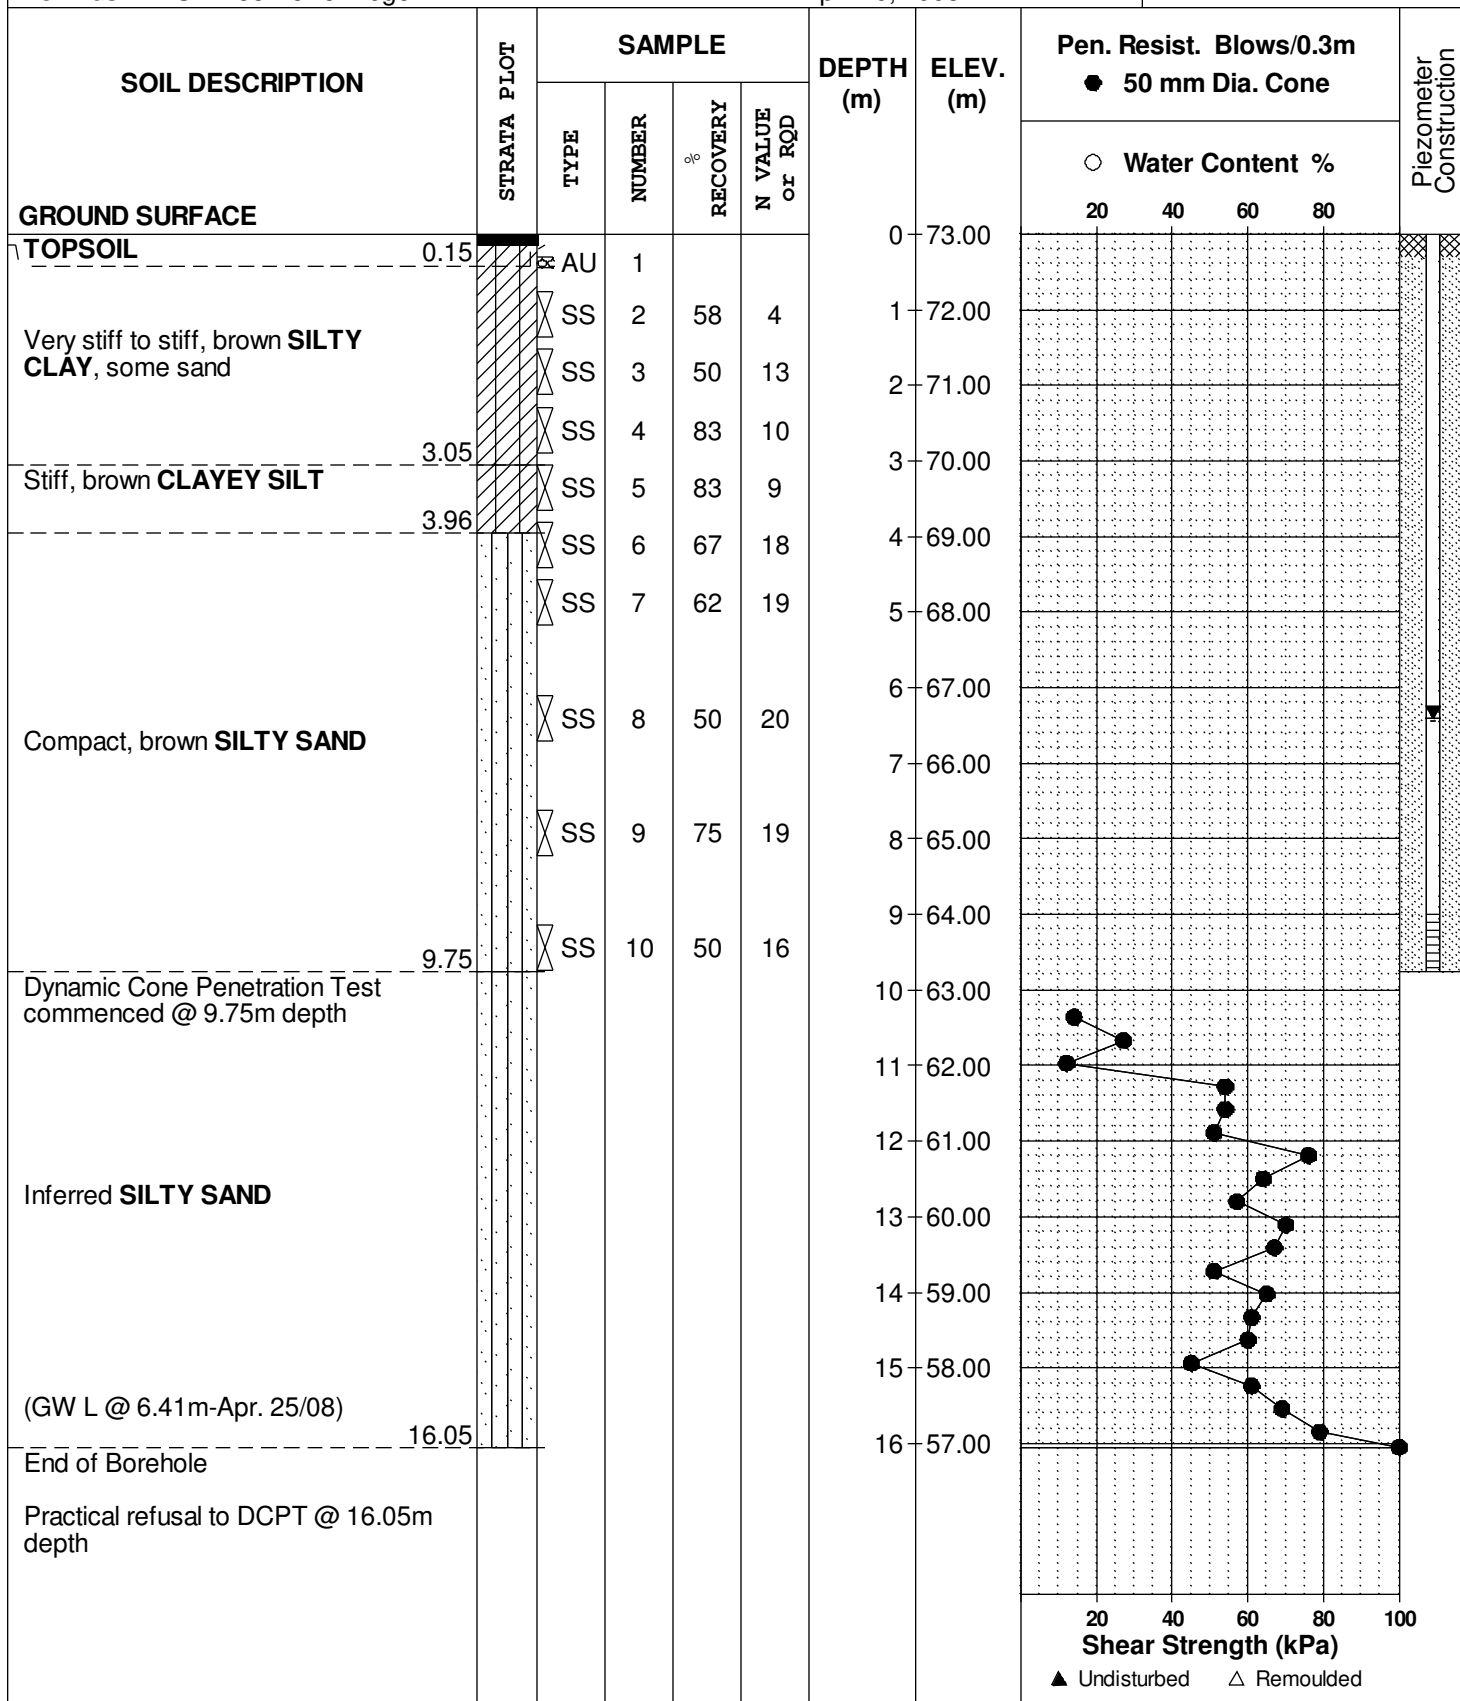 SOIL DESCRIPTION
GROUND SURFACE
STRATA PLOT
SAMPLE
TYPE
NUMBER
% RECOVERY
N VALUE or RQD
DEPTH (m)
ELEV. (m)
Pen. Resist. Blows/0.3m
● 50 mm Dia. Cone
○ Water Content %
20 40 60 80
Piezometer Construction
TOPSOIL 0.15
0 73.00
AU 1
SS 2 58 4
1 72.00
Very stiff to stiff, brown SILTY
CLAY, some sand
SS 3 50 13
2 71.00
SS 4 83 10
3.05
3 70.00
Stiff, brown CLAYEY SILT
SS 5 83 9
3.96
4 69.00
SS 6 67 18
SS 7 62 19
5 68.00
6 67.00
SS 8 50 20
Compact, brown SILTY SAND
7 66.00
SS 9 75 19
8 65.00
9 64.00
SS 10 50 16
9.75
Dynamic Cone Penetration Test
commenced @ 9.75m depth
10 63.00
11 62.00
12 61.00
Inferred SILTY SAND
13 60.00
14 59.00
15 58.00
(GW L @ 6.41m-Apr. 25/08)
16.05
16 57.00
End of Borehole
Practical refusal to DCPT @ 16.05m
depth
20 40 60 80 100
Shear Strength (kPa)
▲ Undisturbed △ Remoulded